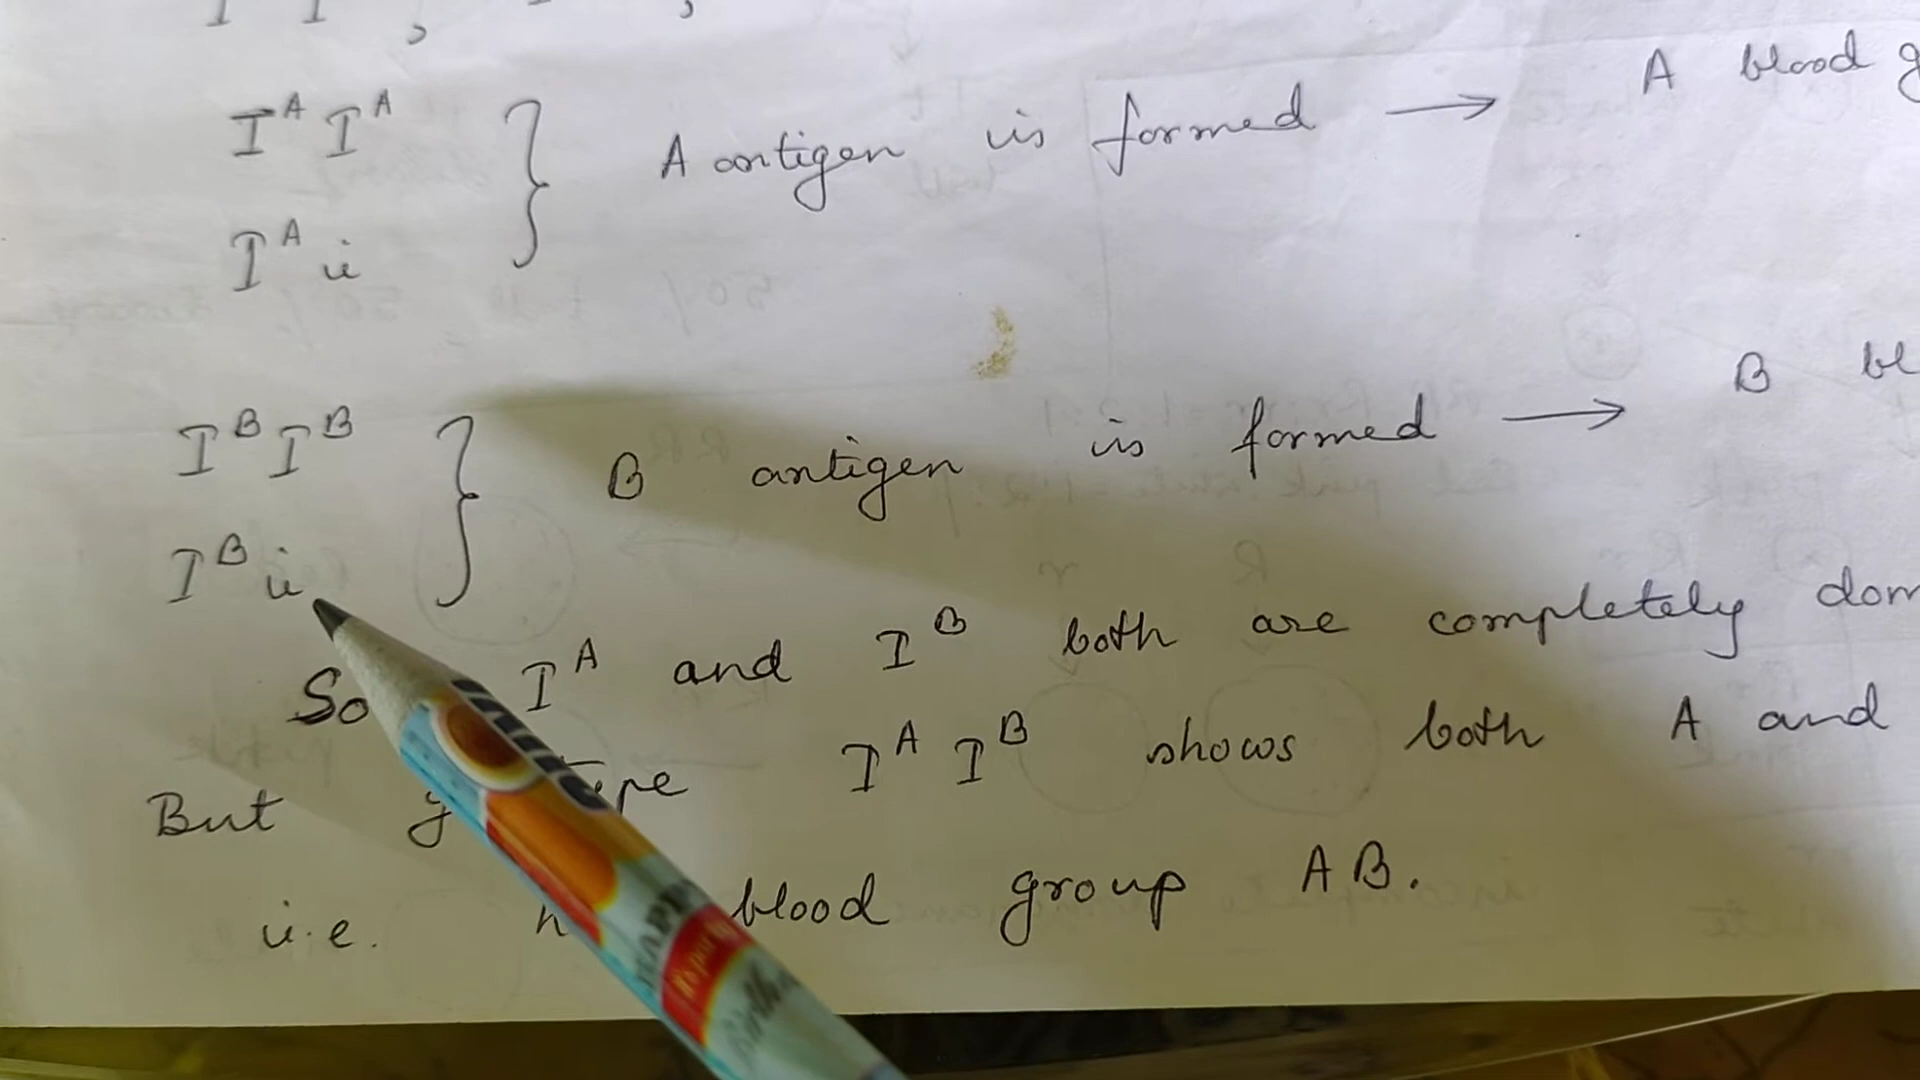 I^A I^A } A antigen is formed → A blood
I^A i
I^B I^B } B antigen is formed → B
I^B i
So I^A and I^B both are completely
But I^A I^B shows both A and
i.e. blood group AB.